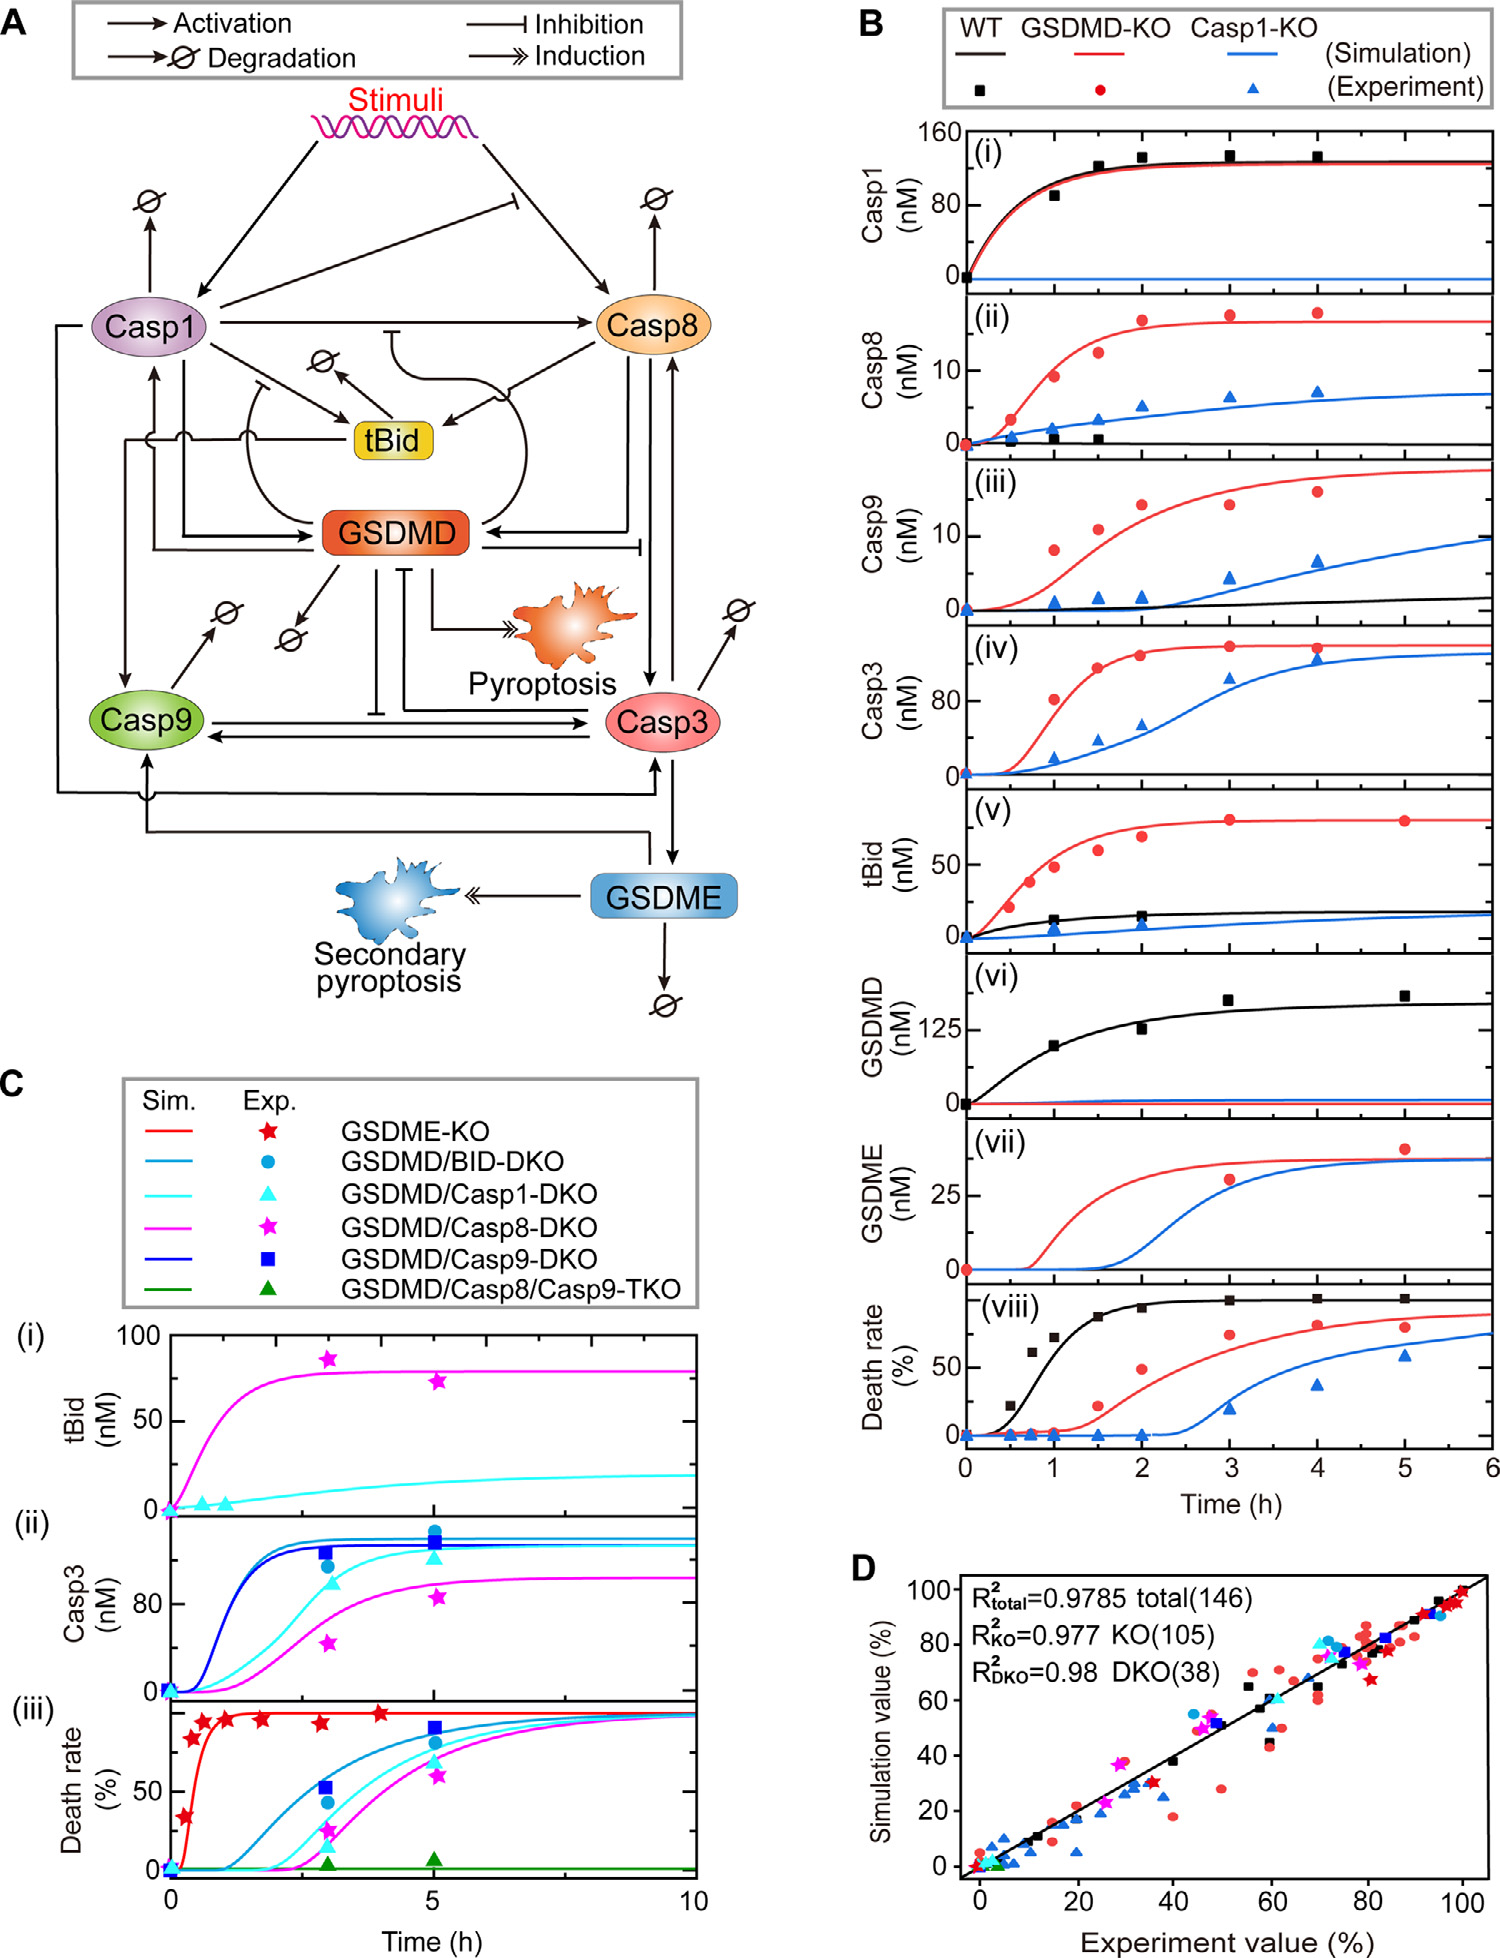 A
Activation
Inhibition
Degradation
Induction
Stimuli
Casp1
Casp8
tBid
GSDMD
Pyroptosis
Casp9
Casp3
GSDME
Secondary
pyroptosis
B
WT GSDMD-KO Casp1-KO
(Simulation)
(Experiment)
(i)
Casp1
(nM)
160
80
0
(ii)
Casp8
(nM)
10
0
(iii)
Casp9
(nM)
10
0
(iv)
Casp3
(nM)
80
0
(v)
tBid
(nM)
50
0
(vi)
GSDMD
(nM)
125
0
(vii)
GSDME
(nM)
25
0
(viii)
Death rate
(%)
50
0
0 1 2 3 4 5 6
Time (h)
C
Sim. Exp.
GSDME-KO
GSDMD/BID-DKO
GSDMD/Casp1-DKO
GSDMD/Casp8-DKO
GSDMD/Casp9-DKO
GSDMD/Casp8/Casp9-TKO
(i)
tBid
(nM)
100
50
0
(ii)
Casp3
(nM)
80
0
(iii)
Death rate
(%)
50
0
0 5 10
Time (h)
D
R²total=0.9785 total(146)
R²KO=0.977 KO(105)
R²DKO=0.98 DKO(38)
Simulation value (%)
100
80
60
40
20
0
0 20 40 60 80 100
Experiment value (%)